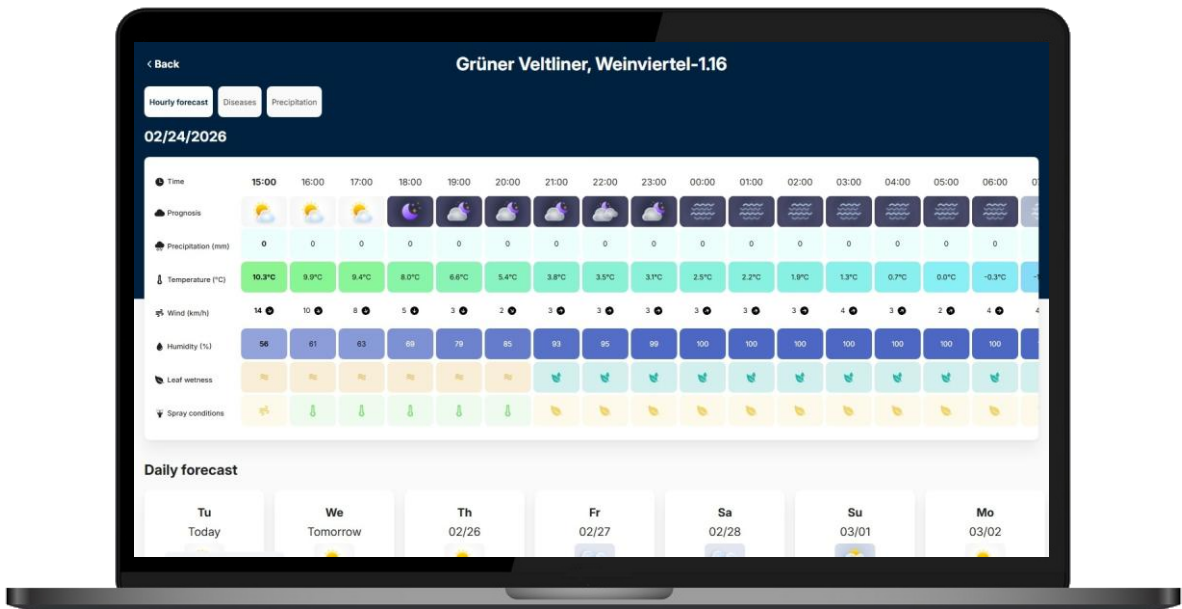 < Back
Grüner Veltliner, Weinviertel-1.16
Hourly forecast Diseases Precipitation
02/24/2026
Time 15:00 16:00 17:00 18:00 19:00 20:00 21:00 22:00 23:00 00:00 01:00 02:00 03:00 04:00 05:00 06:00
Prognosis
Precipitation (mm) 0 0 0 0 0 0 0 0 0 0 0 0 0 0 0 0
Temperature (°C) 10.3°C 9.9°C 9.4°C 8.0°C 6.6°C 5.4°C 3.8°C 3.5°C 3.1°C 2.5°C 2.2°C 1.9°C 1.3°C 0.7°C 0.0°C -0.3°C
Wind (km/h) 14 10 8 5 3 2 3 3 3 3 3 3 4 3 2 4
Humidity (%) 56 61 63 69 79 85 93 95 99 100 100 100 100 100 100 100
Leaf wetness
Spray conditions
Daily forecast
Tu We Th Fr Sa Su Mo
Today Tomorrow 02/26 02/27 02/28 03/01 03/02